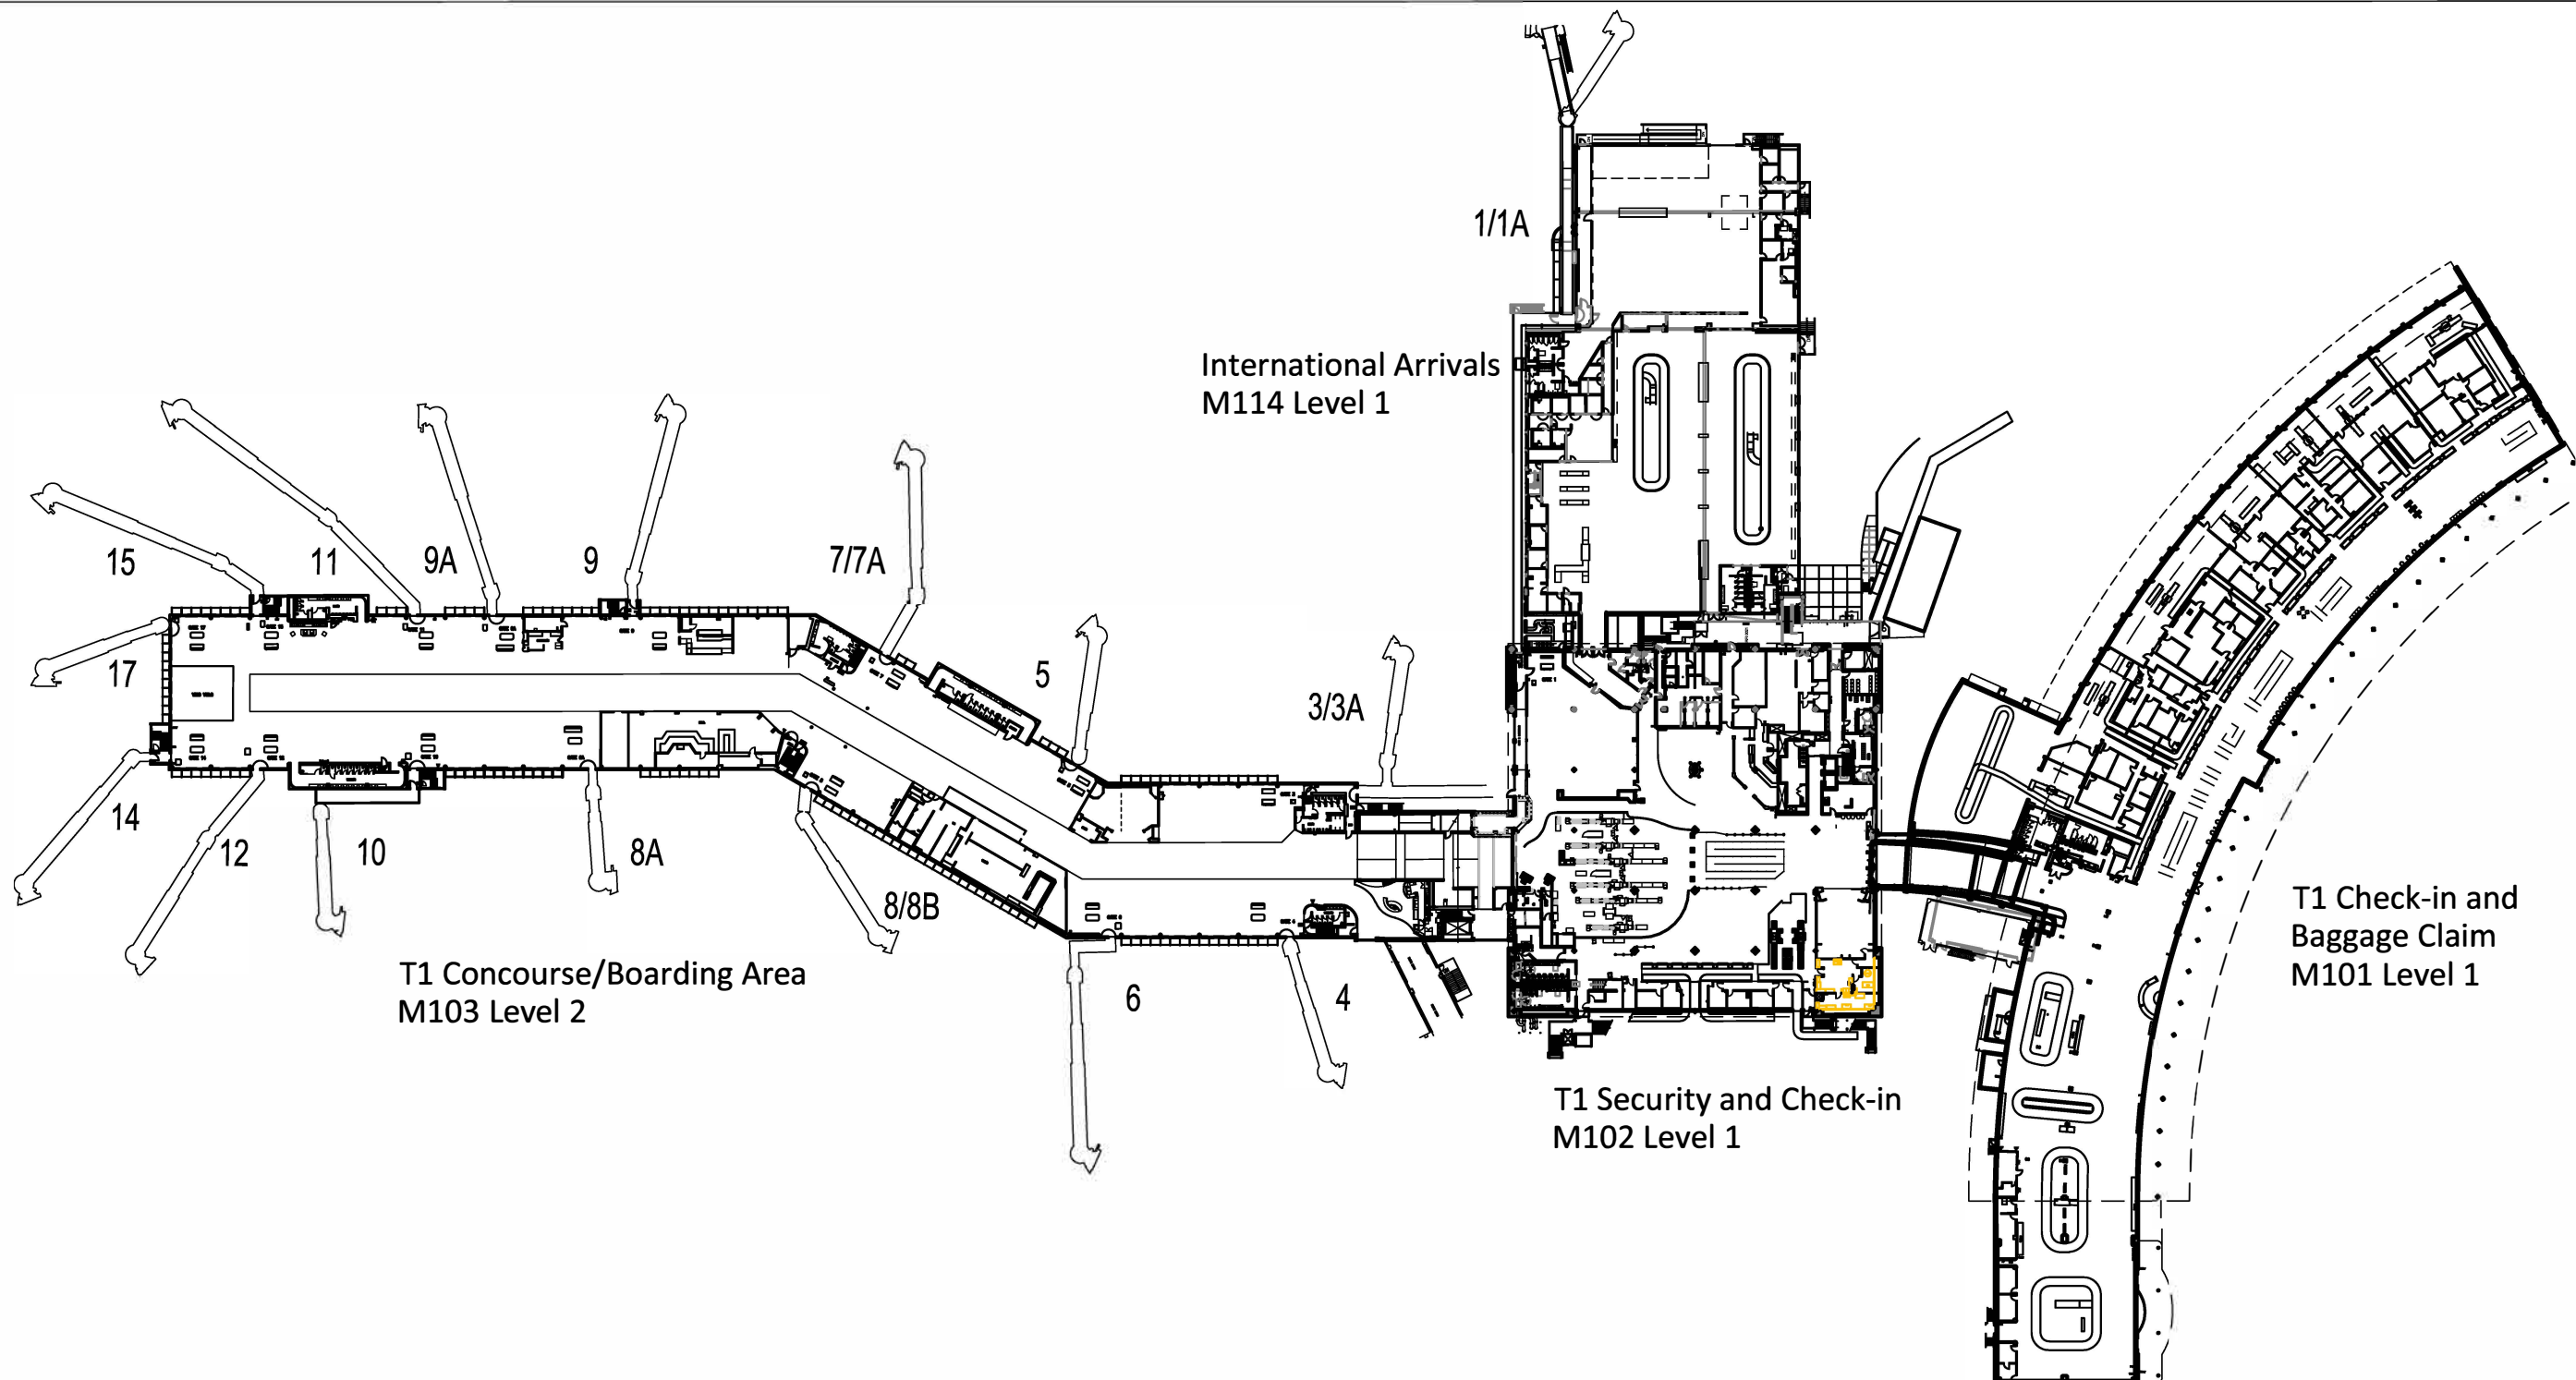 1/1A
International Arrivals
M114 Level 1
15
11
9A
9
7/7A
17
5
3/3A
14
12
10
8A
8/8B
6
4
T1 Concourse/Boarding Area
M103 Level 2
T1 Check-in and
Baggage Claim
M101 Level 1
T1 Security and Check-in
M102 Level 1